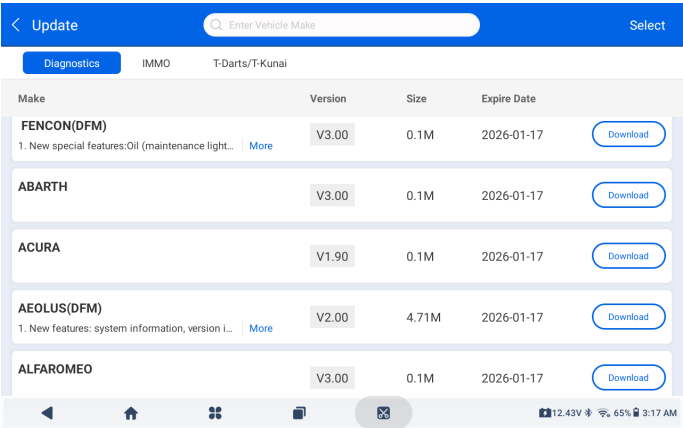 Update
Enter Vehicle Make
Select
Diagnostics
IMMO
T-Darts/T-Kunai
Make Version Size Expire Date
FENCON(DFM)
1. New special features:Oil (maintenance light... More
V3.00 0.1M 2026-01-17 Download
ABARTH
V3.00 0.1M 2026-01-17 Download
ACURA
V1.90 0.1M 2026-01-17 Download
AEOLUS(DFM)
1. New features: system information, version i... More
V2.00 4.71M 2026-01-17 Download
ALFAROMEO
V3.00 0.1M 2026-01-17 Download
12.43V 65% 3:17 AM